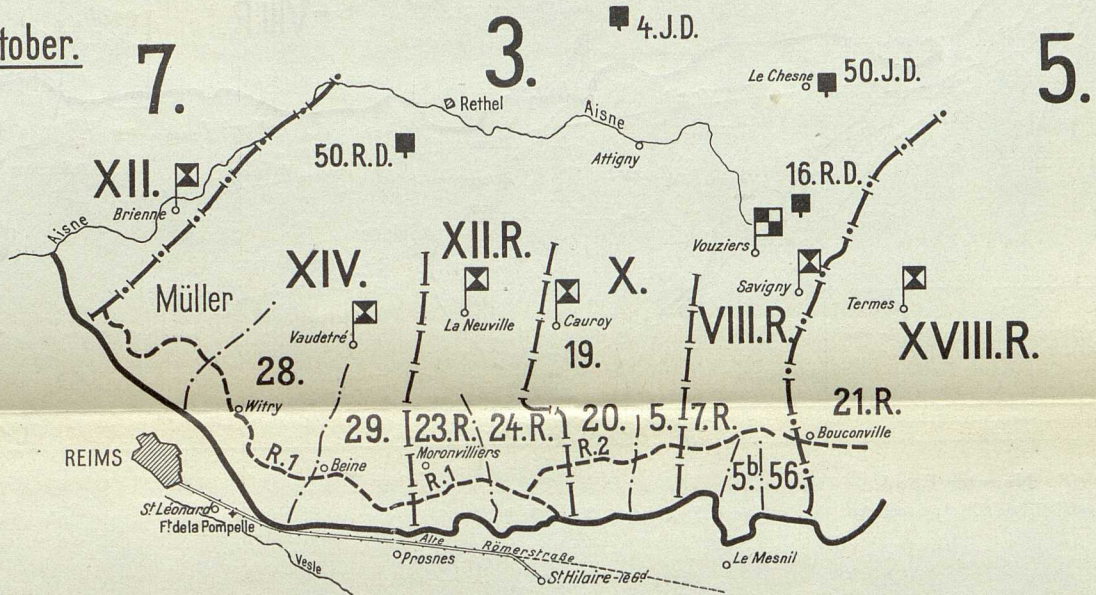 tober.
7.
3.
5.
4.J.D.
Le Chesne
50.J.D.
Rethel
Aisne
50.R.D.
Attigny
XII.
Brienne
16.R.D.
Aisne
Vouziers
XII.R.
XIV.
X.
Savigny
Termes
Müller
La Neuville
Cauroy
VIII.R.
XVIII.R.
Vaudetré
19.
28.
Witry
29.
23.R.
24.R.
20.
5.
7.R.
21.R.
Bouconville
Moronvilliers
REIMS
R.1
Beine
R.1
R.2
5.b
56.
St Léonard
Ft. de la Pompelle
Alte Römerstraße
Prosnes
Le Mesnil
Vesle
St Hilaire-le Gd